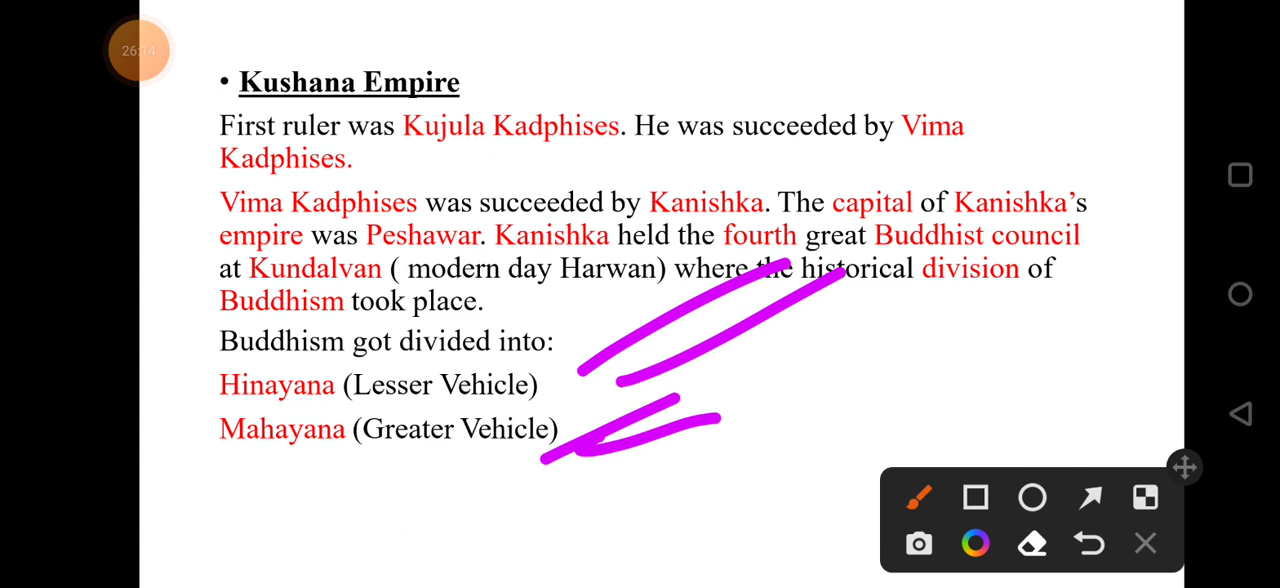 26:14
• Kushana Empire
First ruler was Kujula Kadphises. He was succeeded by Vima
Kadphises.
Vima Kadphises was succeeded by Kanishka. The capital of Kanishka’s
empire was Peshawar. Kanishka held the fourth great Buddhist council
at Kundalvan ( modern day Harwan) where the historical division of
Buddhism took place.
Buddhism got divided into:
Hinayana (Lesser Vehicle)
Mahayana (Greater Vehicle)